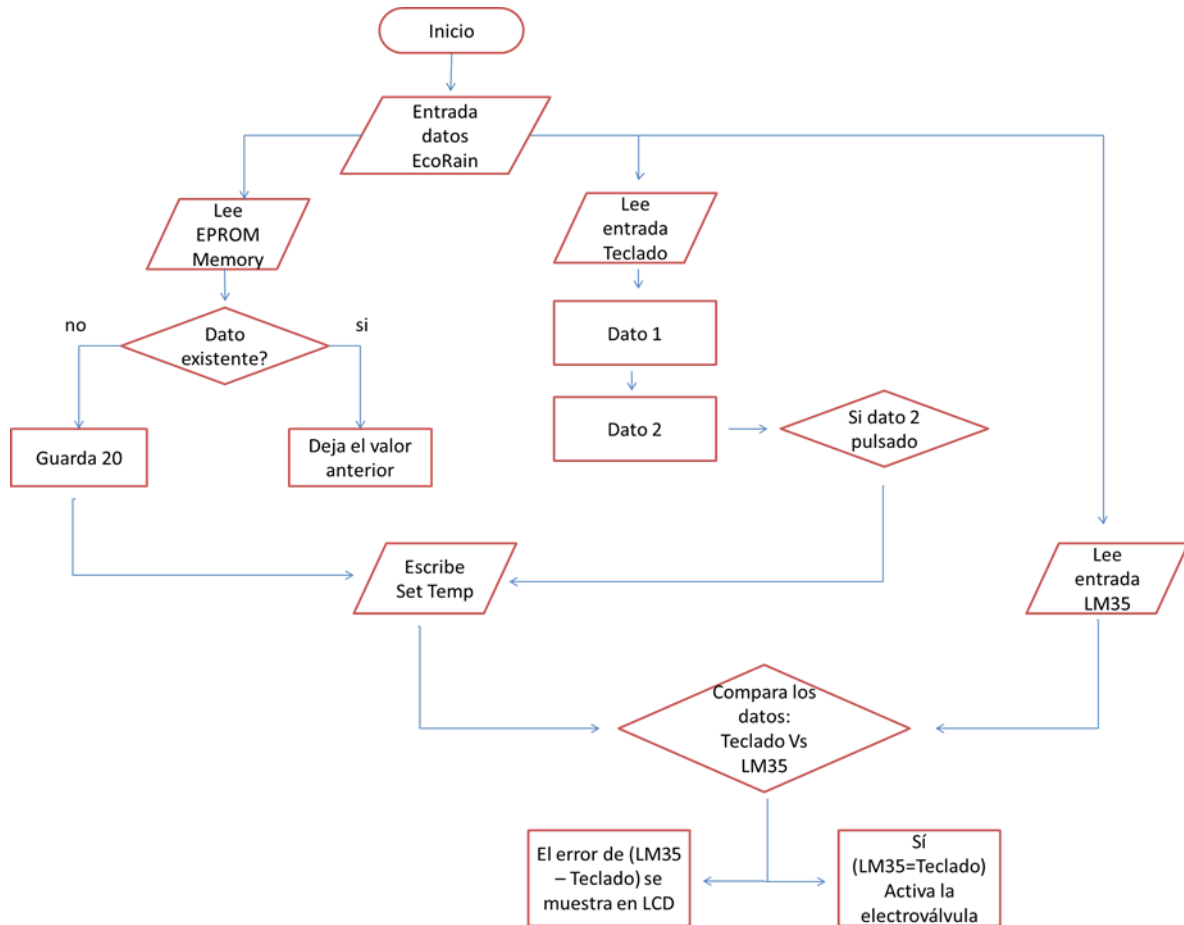 Inicio
Entrada
datos
EcoRain
Lee
EPROM
Memory
Lee
entrada
Teclado
no
si
Dato
existente?
Dato 1
Dato 2
Si dato 2
pulsado
Guarda 20
Deja el valor
anterior
Escribe
Set Temp
Lee
entrada
LM35
Compara los
datos:
Teclado Vs
LM35
El error de (LM35
– Teclado) se
muestra en LCD
Sí
(LM35=Teclado)
Activa la
electroválvula